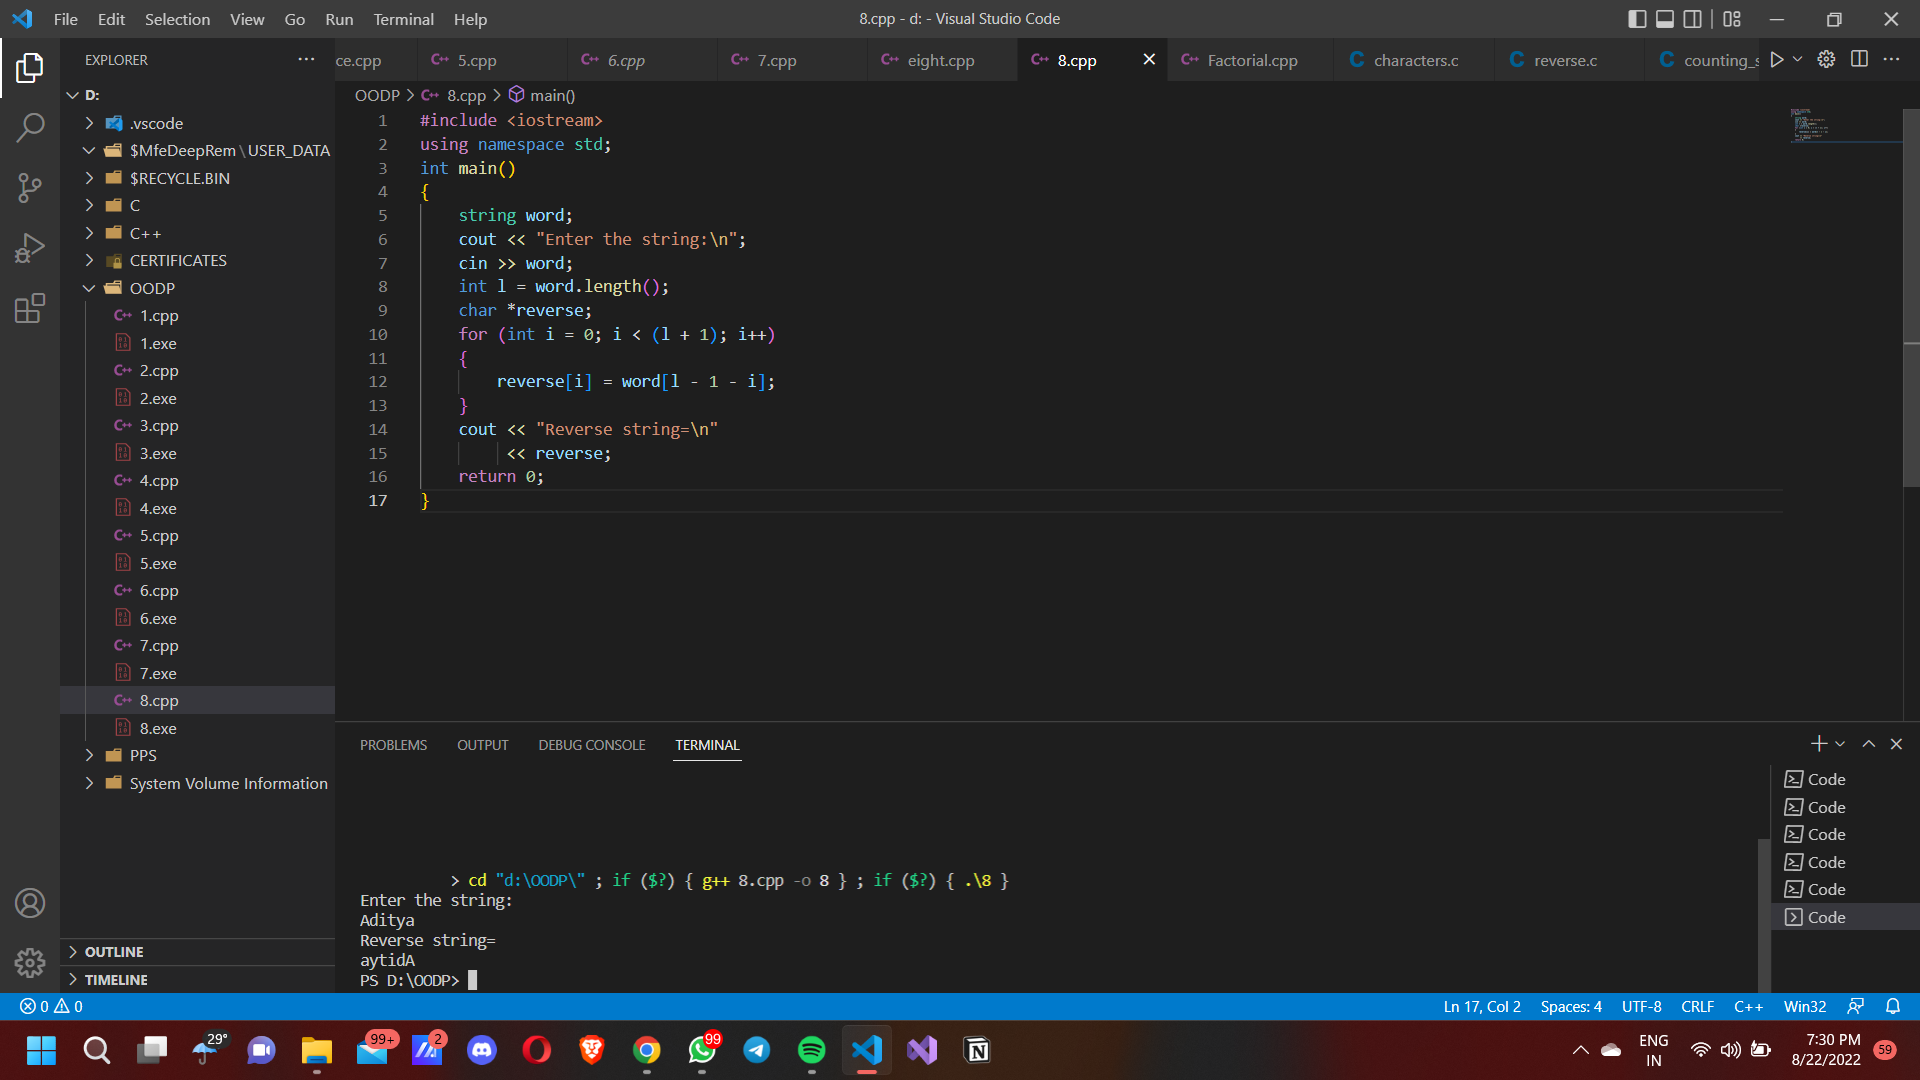 File Edit Selection View Go Run Terminal Help
8.cpp - d: - Visual Studio Code
EXPLORER
ce.cpp
5.cpp
6.cpp
7.cpp
eight.cpp
8.cpp
Factorial.cpp
characters.c
reverse.c
counting_s
D:
.vscode
$MfeDeepRem\USER_DATA
$RECYCLE.BIN
C
C++
CERTIFICATES
OODP
1.cpp
1.exe
2.cpp
2.exe
3.cpp
3.exe
4.cpp
4.exe
5.cpp
5.exe
6.cpp
6.exe
7.cpp
7.exe
8.cpp
8.exe
PPS
System Volume Information
OUTLINE
TIMELINE
OODP > 8.cpp > main()
1 #include <iostream>
2 using namespace std;
3 int main()
4 {
5 string word;
6 cout << "Enter the string:\n";
7 cin >> word;
8 int l = word.length();
9 char *reverse;
10 for (int i = 0; i < (l + 1); i++)
11 {
12 reverse[i] = word[l - 1 - i];
13 }
14 cout << "Reverse string=\n"
15 << reverse;
16 return 0;
17 }
PROBLEMS OUTPUT DEBUG CONSOLE TERMINAL
> cd "d:\OODP\" ; if ($?) { g++ 8.cpp -o 8 } ; if ($?) { .\8 }
Enter the string:
Aditya
Reverse string=
aytidA
PS D:\OODP>
Code
Code
Code
Code
Code
Code
0 0
Ln 17, Col 2 Spaces: 4 UTF-8 CRLF C++ Win32
29°
99+
2
99
ENG
IN
7:30 PM
8/22/2022
59